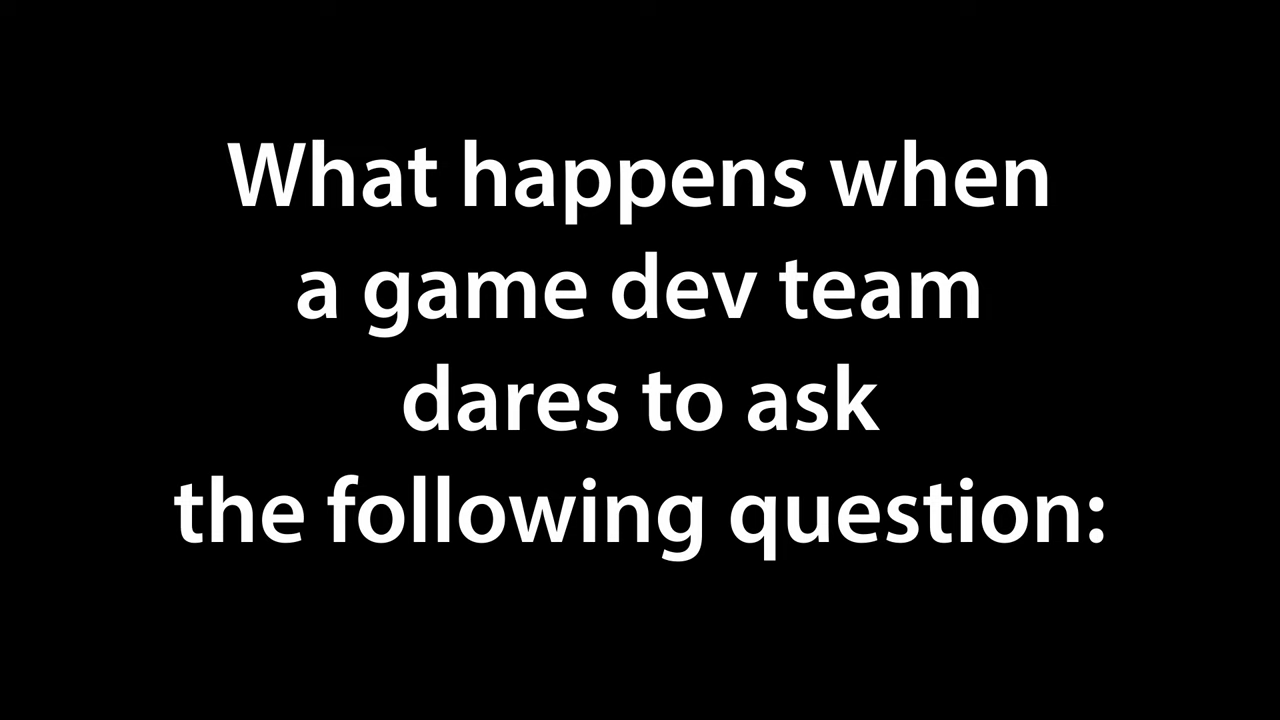 What happens when
a game dev team
dares to ask
the following question: